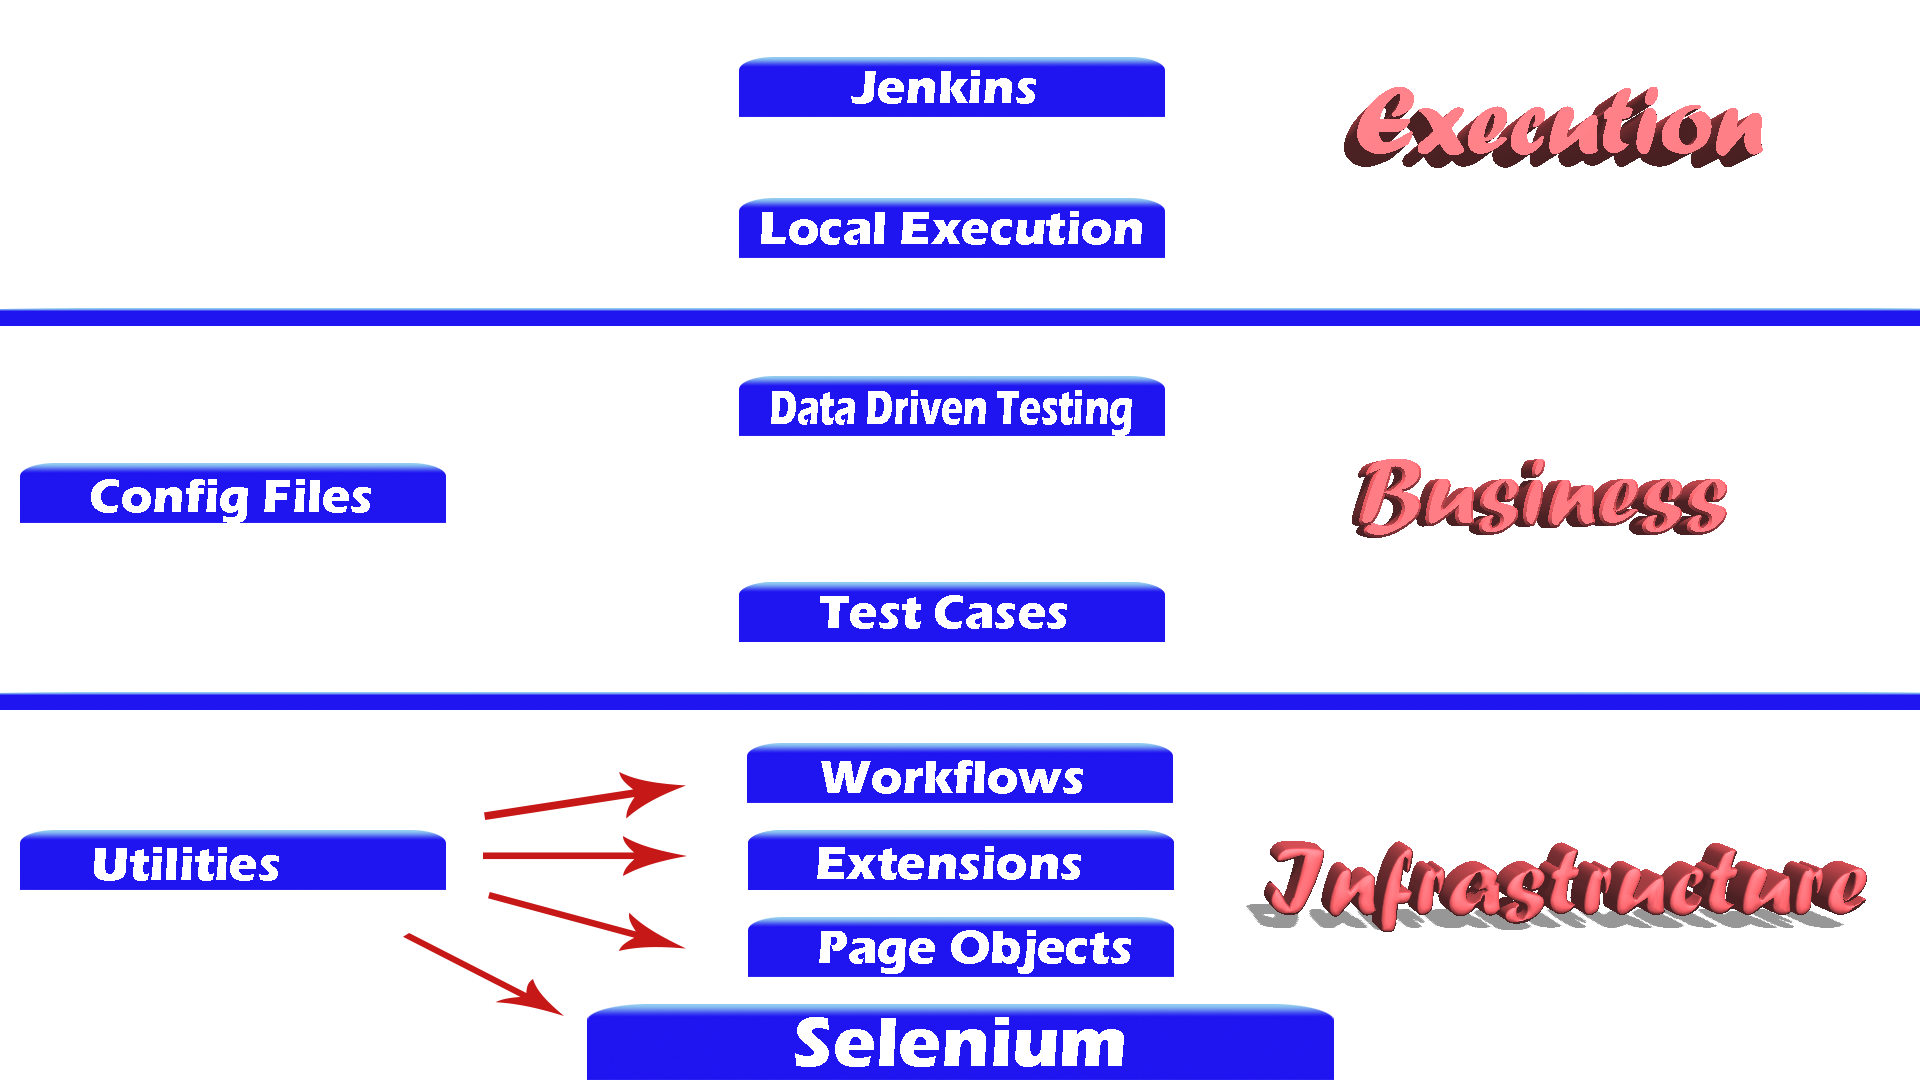 Jenkins
Execution
Local Execution
Data Driven Testing
Config Files
Business
Test Cases
Workflows
Utilities
Extensions
Infrastructure
Page Objects
Selenium